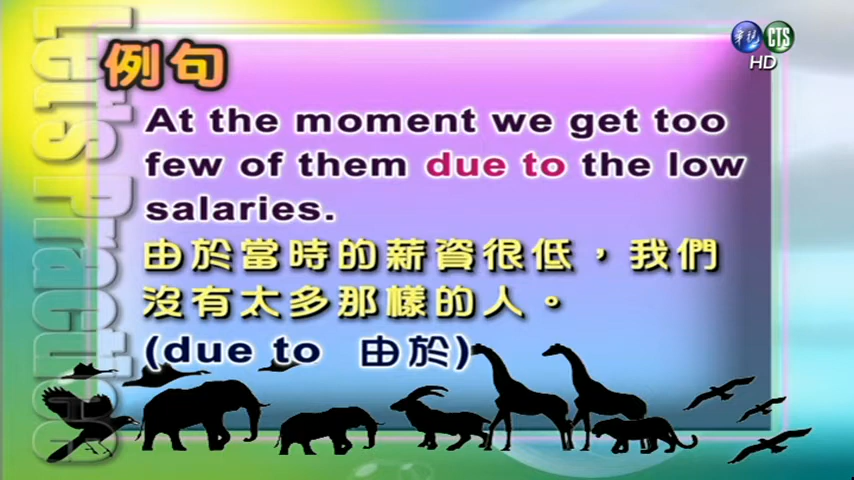 華視 CTS
HD
例句
Let's Practice
At the moment we get too
few of them due to the low
salaries.
由於當時的薪資很低，我們
沒有太多那樣的人。
(due to 由於)